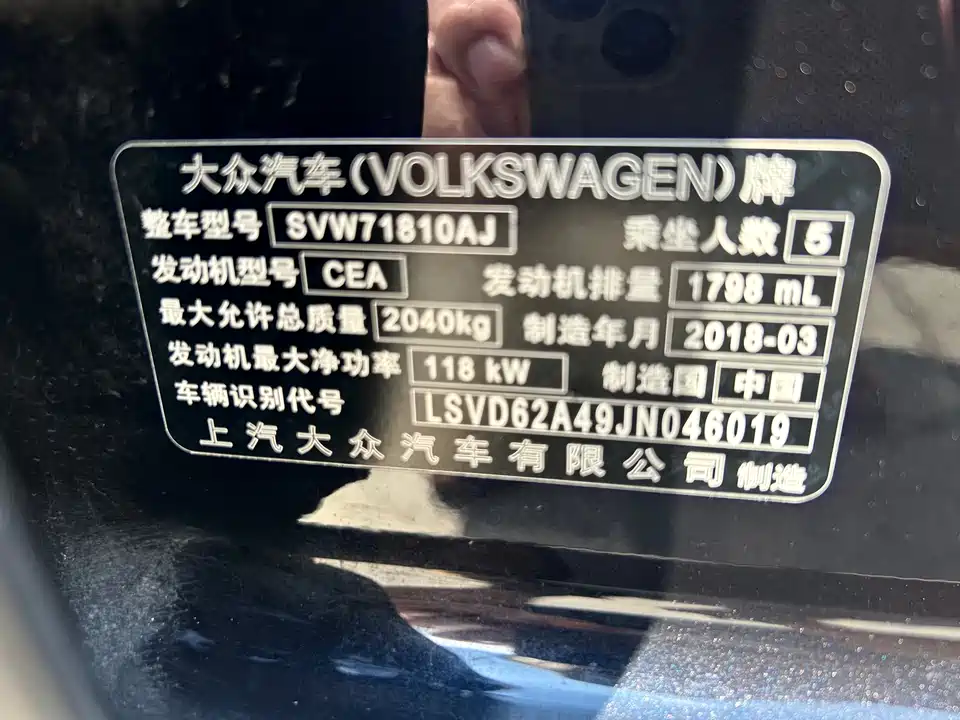 大众汽车(VOLKSWAGEN)牌
整车型号 SVW71810AJ 乘坐人数 5
发动机型号 CEA 发动机排量 1798 mL
最大允许总质量 2040kg 制造年月 2018-03
发动机最大净功率 118 kW 制造国 中国
车辆识别代号 LSVD62A49JN046019
上汽大众汽车有限公司 制造